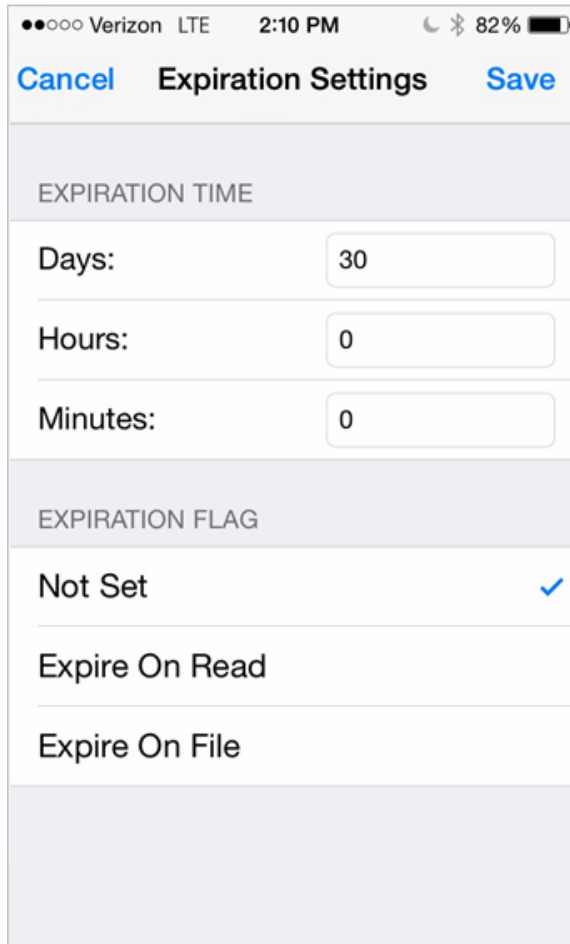 Verizon LTE 2:10 PM 82%
Cancel Expiration Settings Save
EXPIRATION TIME
Days: 30
Hours: 0
Minutes: 0
EXPIRATION FLAG
Not Set
Expire On Read
Expire On File